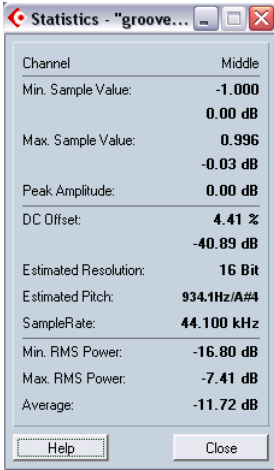 Statistics - "groove...
Channel Middle
Min. Sample Value: -1.000
0.00 dB
Max. Sample Value: 0.996
-0.03 dB
Peak Amplitude: 0.00 dB
DC Offset: 4.41 %
-40.89 dB
Estimated Resolution: 16 Bit
Estimated Pitch: 934.1Hz/A#4
SampleRate: 44.100 kHz
Min. RMS Power: -16.80 dB
Max. RMS Power: -7.41 dB
Average: -11.72 dB
Help Close